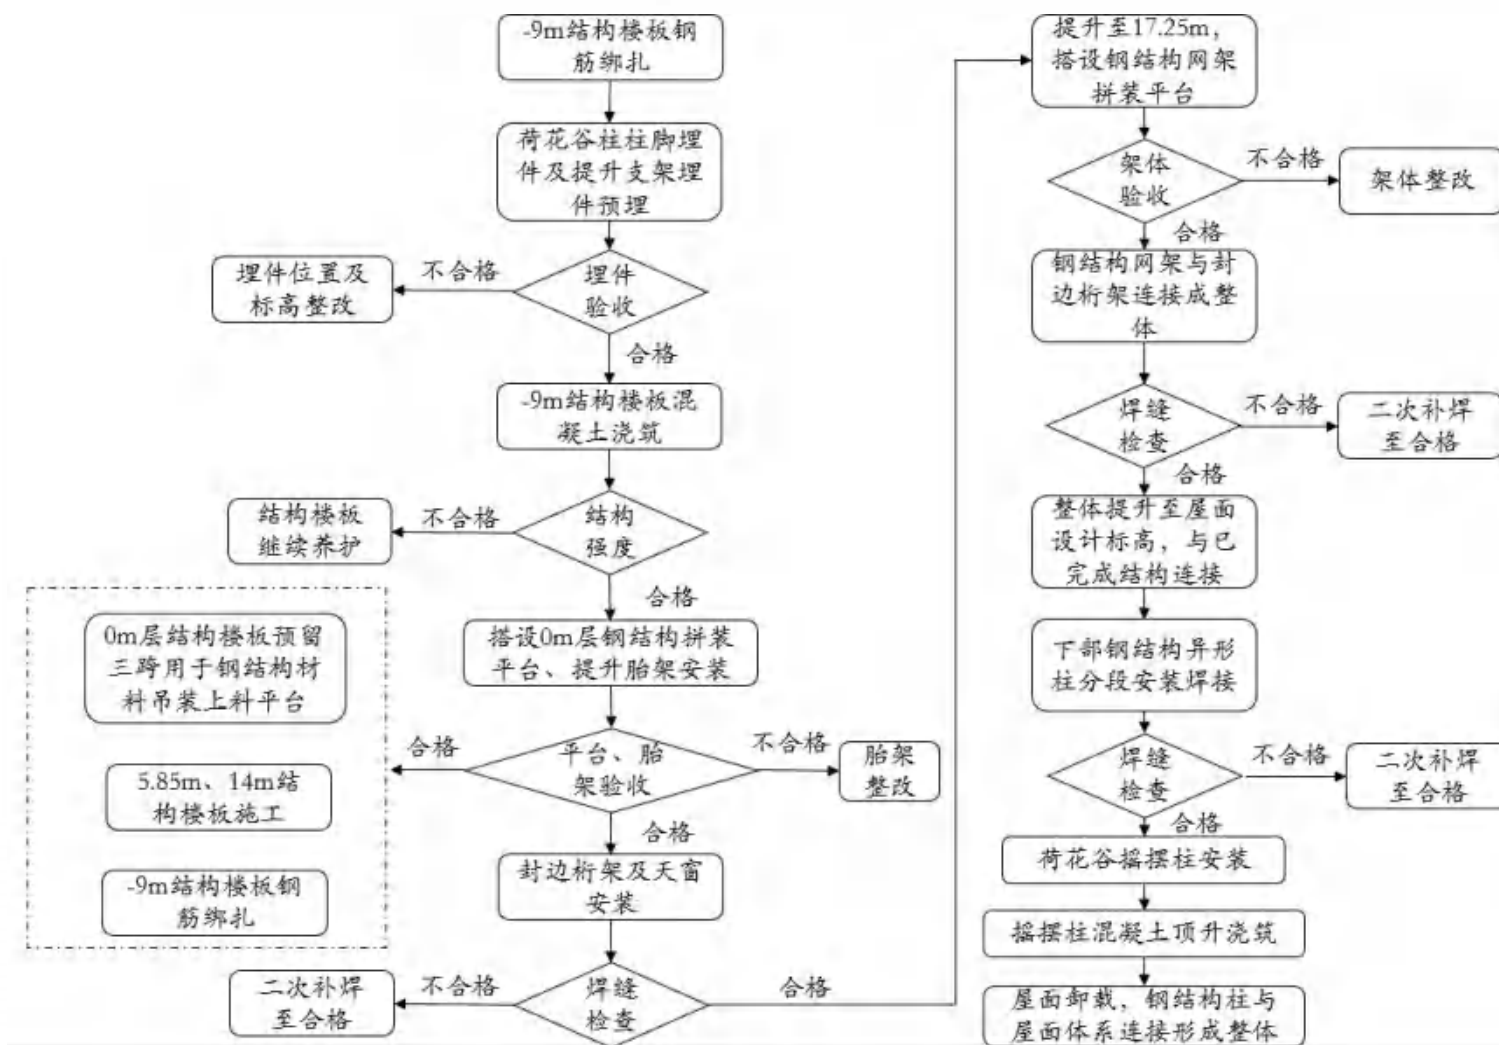 -9m结构楼板钢
筋绑扎
荷花谷柱柱脚埋
件及提升支架埋
件预埋
不合格
埋件位置及
标高整改
埋件
验收
合格
-9m结构楼板混
凝土浇筑
不合格
结构楼板
继续养护
结构
强度
合格
0m层结构楼板预留
三跨用于钢结构材
料吊装上料平台
5.85m、14m结
构楼板施工
-9m结构楼板钢
筋绑扎
搭设0m层钢结构拼装
平台、提升胎架安装
合格
平台、胎
架验收
不合格
胎架
整改
合格
封边桁架及天窗
安装
二次补焊
至合格
不合格
焊缝
检查
合格
提升至17.25m，
搭设钢结构网架
拼装平台
架体
验收
不合格
架体整改
合格
钢结构网架与封
边桁架连接成整
体
焊缝
检查
不合格
二次补焊
至合格
合格
整体提升至屋面
设计标高，与已
完成结构连接
下部钢结构异形
柱分段安装焊接
焊缝
检查
不合格
二次补焊
至合格
合格
荷花谷摇摆柱安装
摇摆柱混凝土顶升浇筑
屋面卸载，钢结构柱与
屋面体系连接形成整体